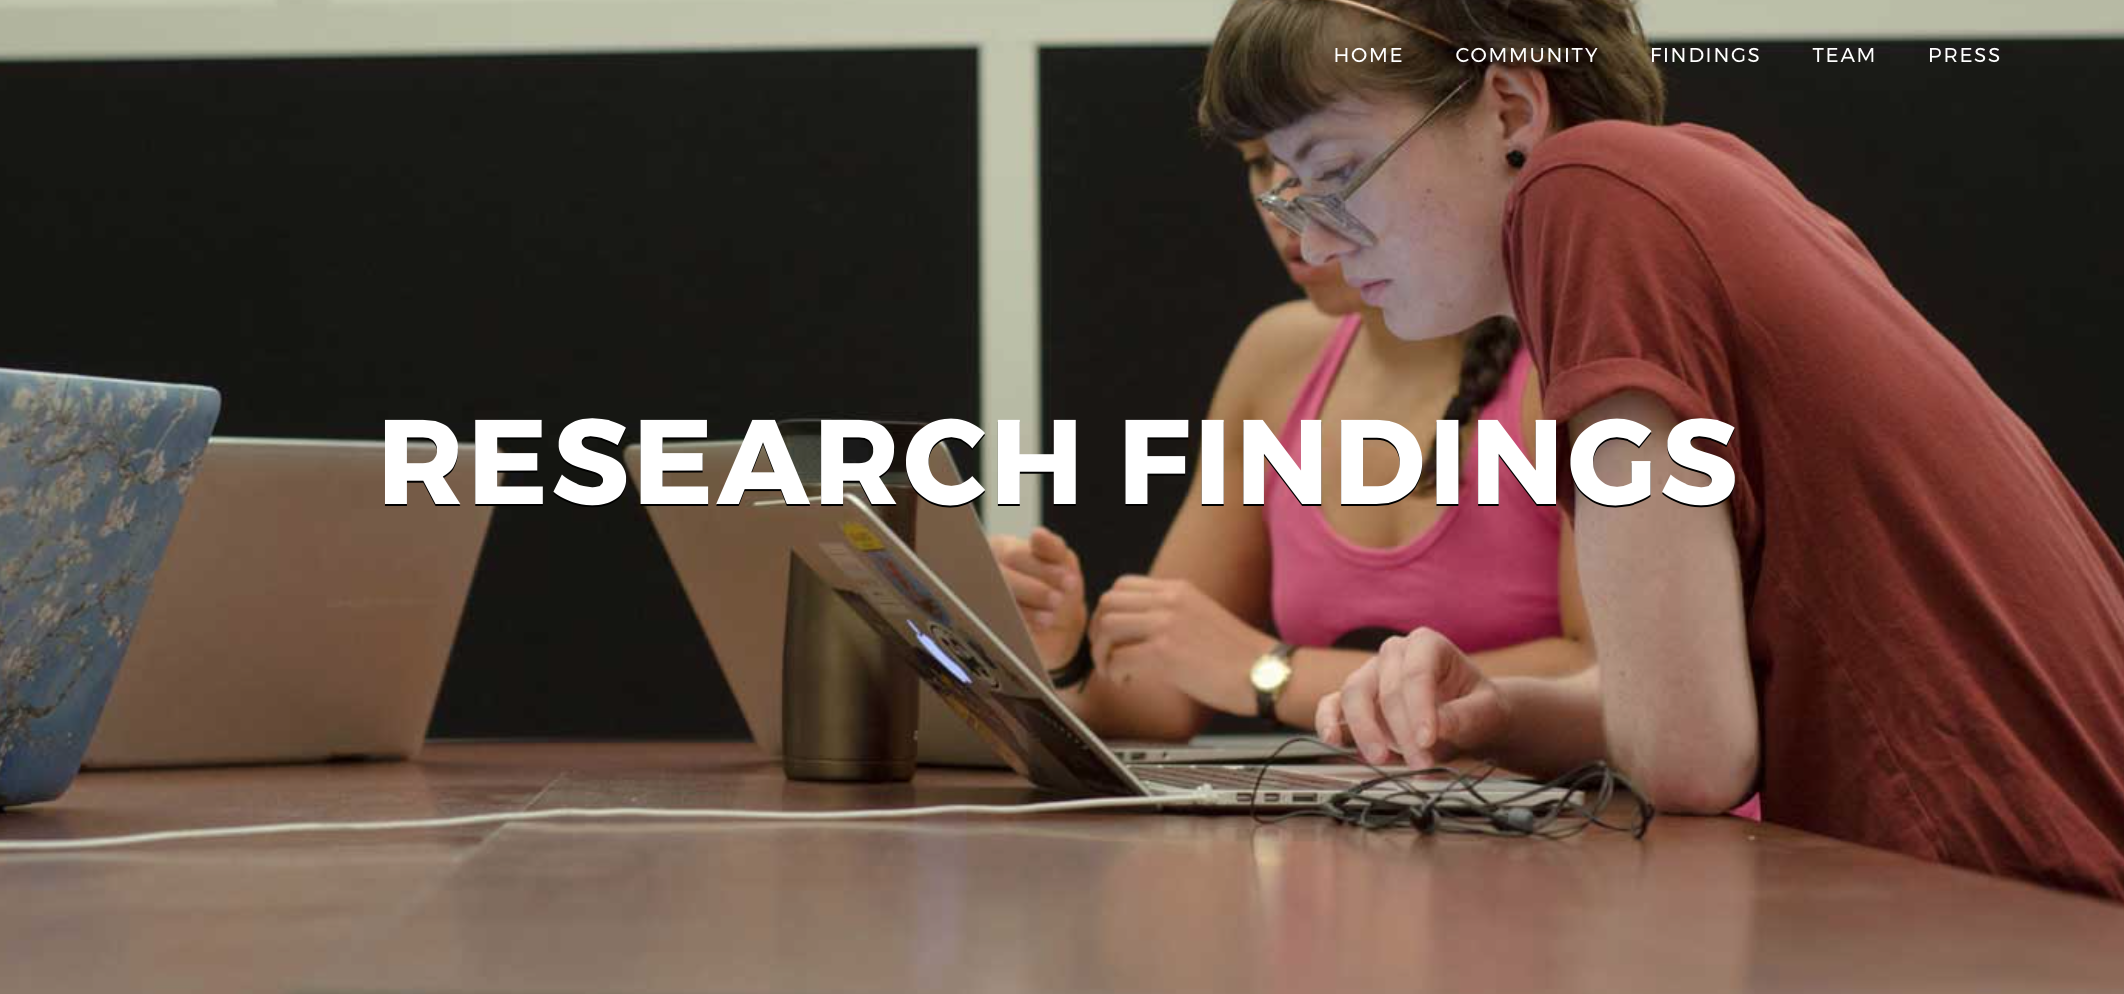 HOME COMMUNITY FINDINGS TEAM PRESS
RESEARCH FINDINGS